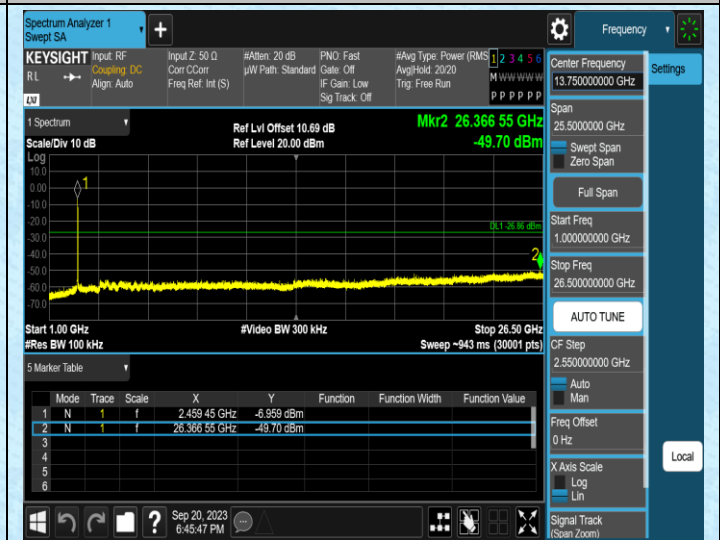 Spectrum Analyzer 1
Swept SA
+
Frequency
KEYSIGHT
RL
LXI
Input: RF
Coupling: DC
Align: Auto
Input Z: 50 Ω
Corr CCorr
Freq Ref: Int (S)
#Atten: 20 dB
µW Path: Standard
PNO: Fast
Gate: Off
IF Gain: Low
Sig Track: Off
#Avg Type: Power (RMS
Avg|Hold: 20/20
Trig: Free Run
1 2 3 4 5 6
M W W W W W
P P P P P P
1 Spectrum
Scale/Div 10 dB
Ref Lvl Offset 10.69 dB
Ref Level 20.00 dBm
Mkr2 26.366 55 GHz
-49.70 dBm
Log
10.0
0.00
-10.0
-20.0
-30.0
-40.0
-50.0
-60.0
-70.0
1
DL1 -26.86 dBm
2
Start 1.00 GHz
#Res BW 100 kHz
#Video BW 300 kHz
Stop 26.50 GHz
Sweep ~943 ms (30001 pts)
5 Marker Table
Mode Trace Scale X Y Function Function Width Function Value
1 N 1 f 2.459 45 GHz -6.959 dBm
2 N 1 f 26.366 55 GHz -49.70 dBm
3
4
5
6
Sep 20, 2023
6:45:47 PM
Center Frequency
13.750000000 GHz
Settings
Span
25.5000000 GHz
Swept Span
Zero Span
Full Span
Start Freq
1.000000000 GHz
Stop Freq
26.500000000 GHz
AUTO TUNE
CF Step
2.550000000 GHz
Auto
Man
Freq Offset
0 Hz
Local
X Axis Scale
Log
Lin
Signal Track
(Span Zoom)